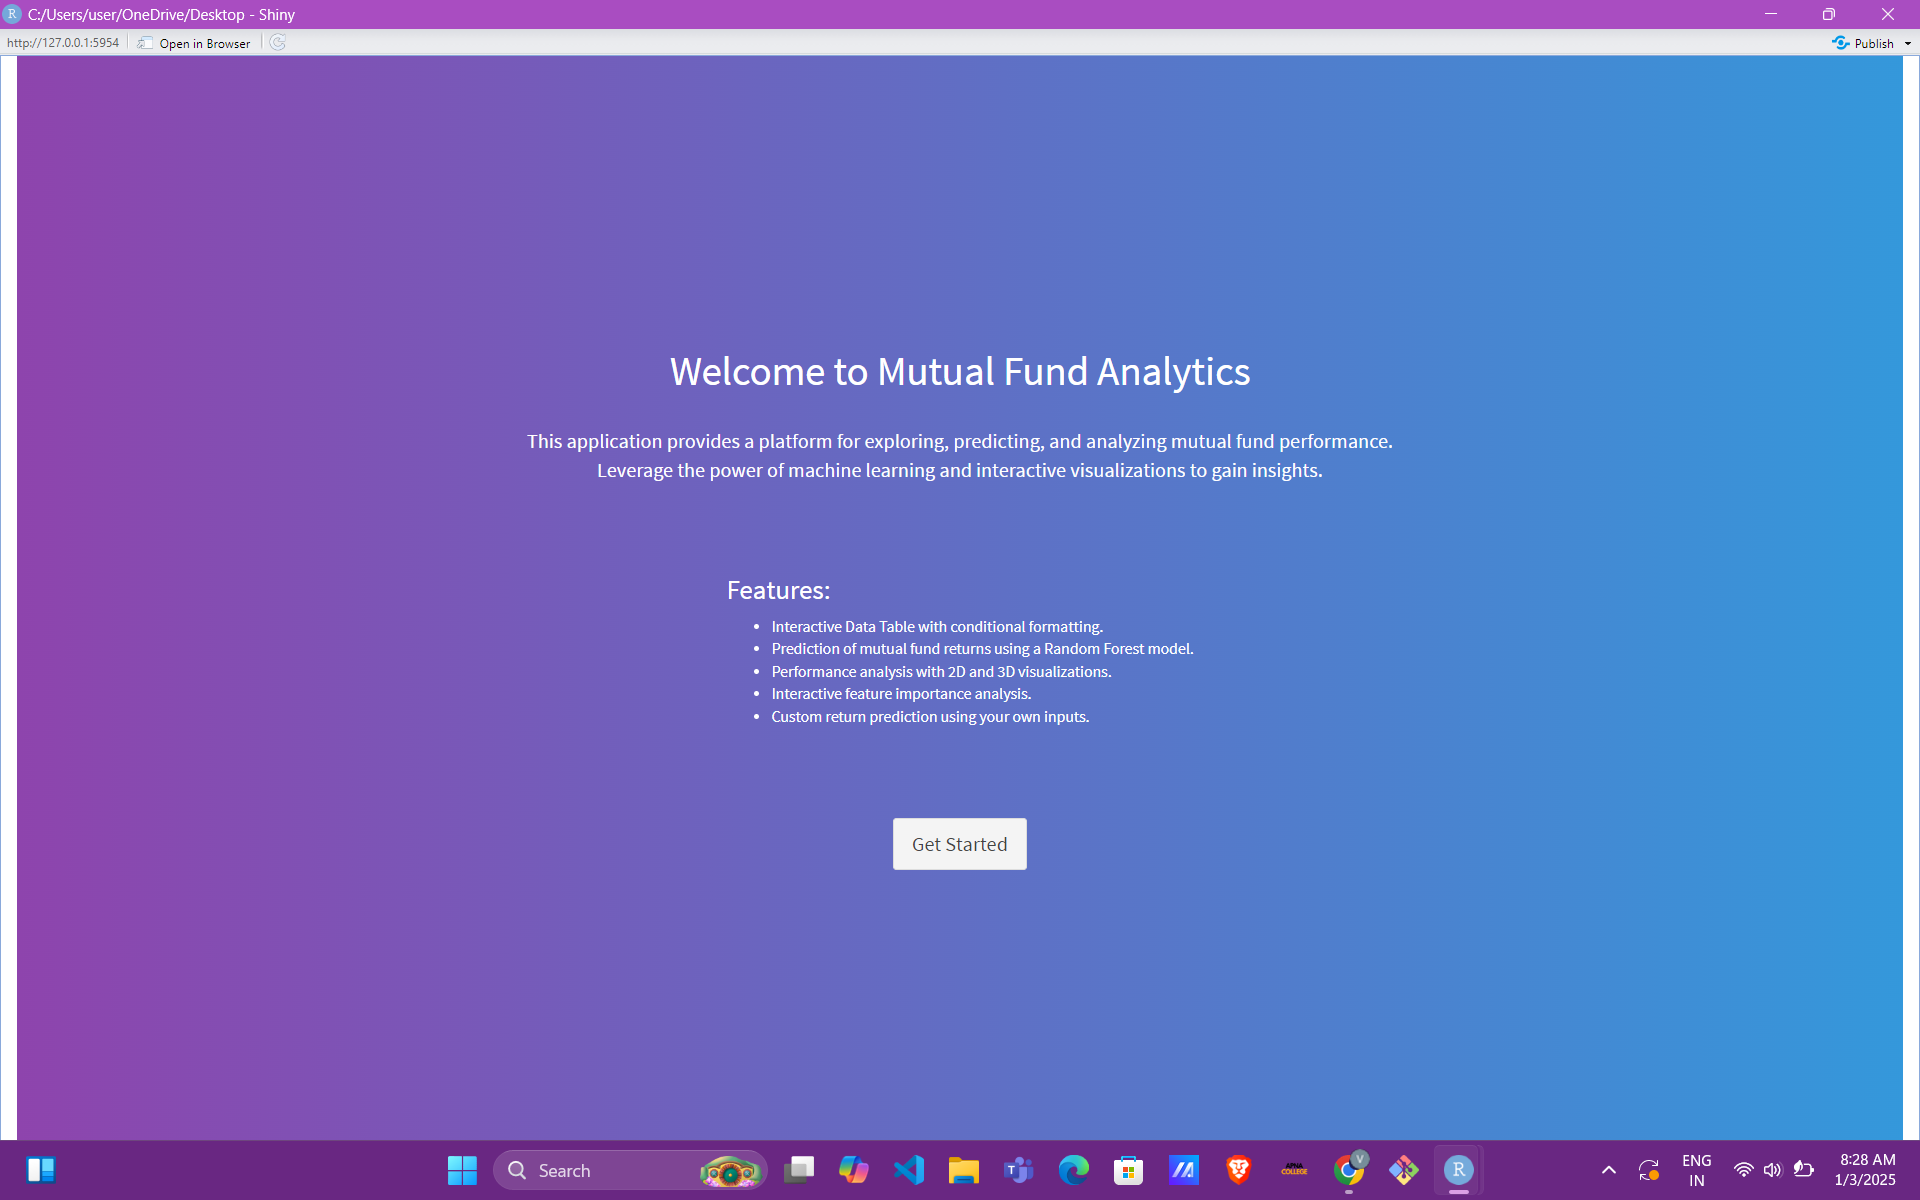 R C:/Users/user/OneDrive/Desktop - Shiny
http://127.0.0.1:5954 Open in Browser Publish
Welcome to Mutual Fund Analytics
This application provides a platform for exploring, predicting, and analyzing mutual fund performance.
Leverage the power of machine learning and interactive visualizations to gain insights.
Features:
• Interactive Data Table with conditional formatting.
• Prediction of mutual fund returns using a Random Forest model.
• Performance analysis with 2D and 3D visualizations.
• Interactive feature importance analysis.
• Custom return prediction using your own inputs.
Get Started
Search
T
APNA
COLLEGE
V
R
ENG
IN
8:28 AM
1/3/2025